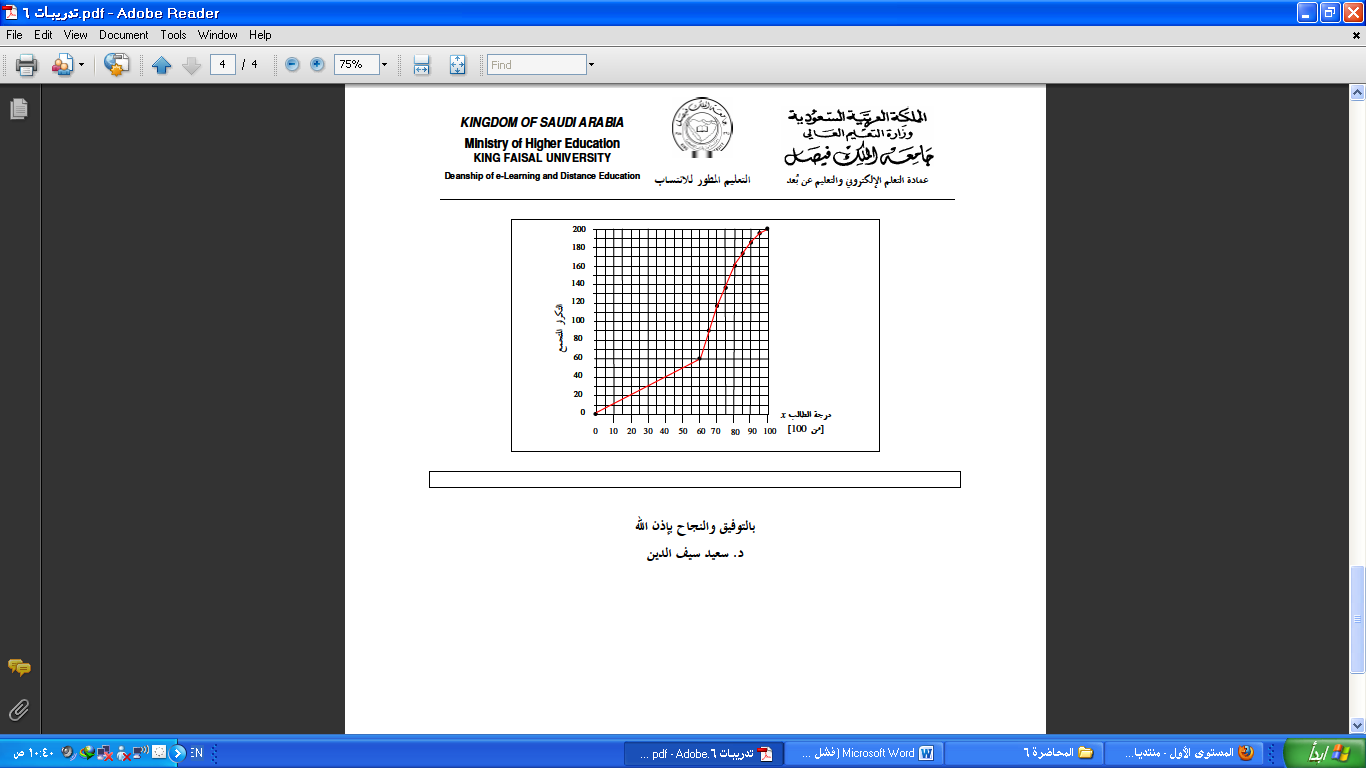 تدريبات ٦.pdf - Adobe Reader
File Edit View Document Tools Window Help
4 / 4 75% Find
KINGDOM OF SAUDI ARABIA
Ministry of Higher Education
KING FAISAL UNIVERSITY
Deanship of e-Learning and Distance Education
التعليم المطور للانتساب
المملكة العربية السعودية
وزارة التعليم العالي
جامعة الملك فيصل
عمادة التعلم الإلكتروني والتعليم عن بُعد
التكرار المتجمع
200
180
160
140
120
100
80
60
40
20
0
0 10 20 30 40 50 60 70 80 90 100
درجة الطالب x
[من 100]
بالتوفيق والنجاح بإذن الله
د. سعيد سيف الدين
ابدأ
المستوى الأول - منتديا...
المحاضرة ٦
Microsoft Word
تدريبات ٦.pdf - Adobe ...
EN
١٠:٤٠ ص